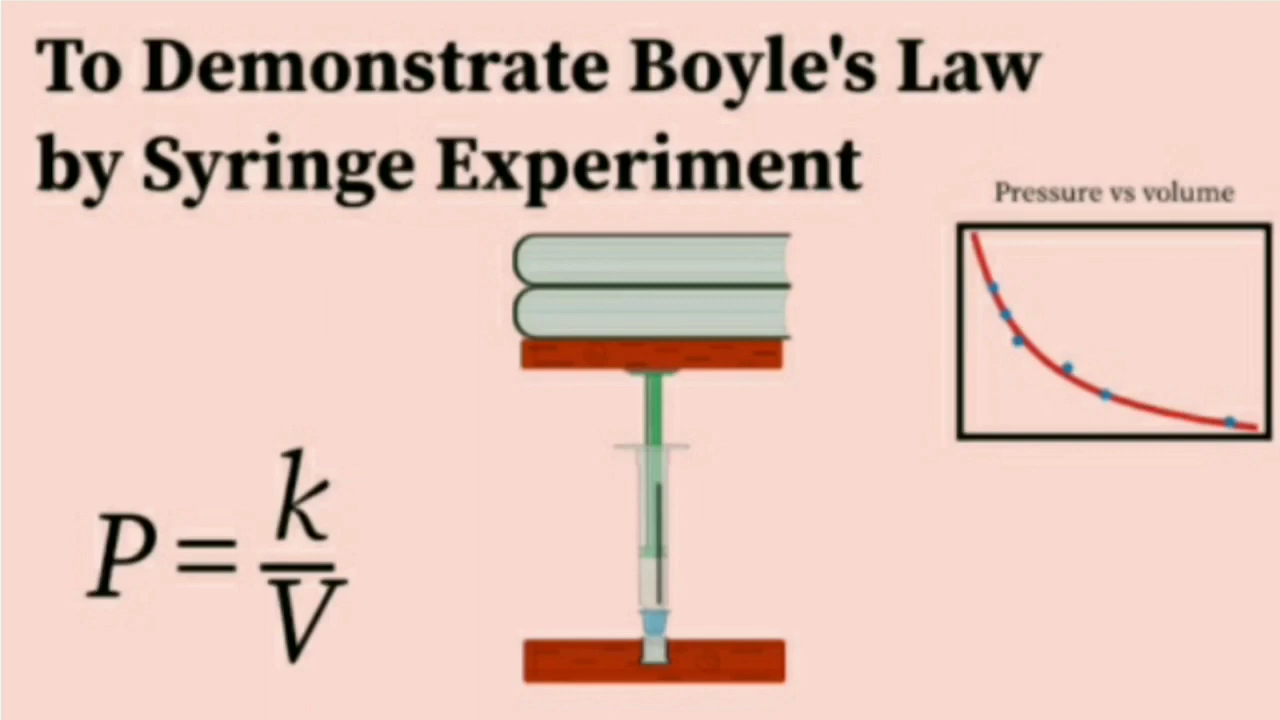 To Demonstrate Boyle's Law
by Syringe Experiment
Pressure vs volume
P = k/V